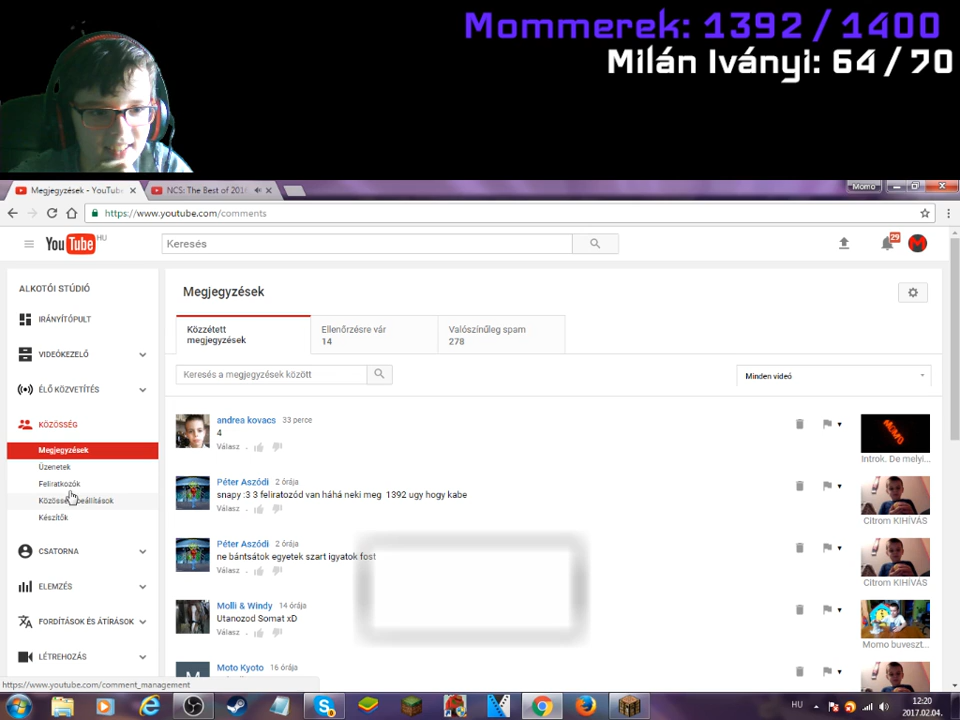 Mommerek: 1392 / 1400
Milán Iványi: 64 / 70
Megjegyzések - YouTube
NCS: The Best of 201
Momo
https://www.youtube.com/comments
YouTube HU
Keresés
29
ALKOTÓI STÚDIÓ
IRÁNYÍTÓPULT
VIDEÓKEZELŐ
ÉLŐ KÖZVETÍTÉS
KÖZÖSSÉG
Megjegyzések
Üzenetek
Feliratkozók
Készítők
CSATORNA
ELEMZÉS
FORDÍTÁSOK ÉS ÁTÍRÁSOK
LÉTREHOZÁS
Megjegyzések
Közzétett
megjegyzések
Ellenőrzésre vár
14
Valószínűleg spam
278
Keresés a megjegyzések között
Minden videó
andrea kovacs 33 perce
4
Válasz
Introk. De melyi...
Péter Aszódi 2 órája
snapy :3 3 feliratozód van háhá neki meg 1392 ugy hogy kabe
Válasz
Citrom KIHÍVÁS
Péter Aszódi 2 órája
ne bántsátok egyetek szart igyatok fost
Válasz
Citrom KIHÍVÁS
Molli & Windy 14 órája
Utanozod Somat xD
Válasz
Momo buveszt...
Moto Kyoto 16 órája
M
https://www.youtube.com/comment_management
HU
12:20
2017.02.04.